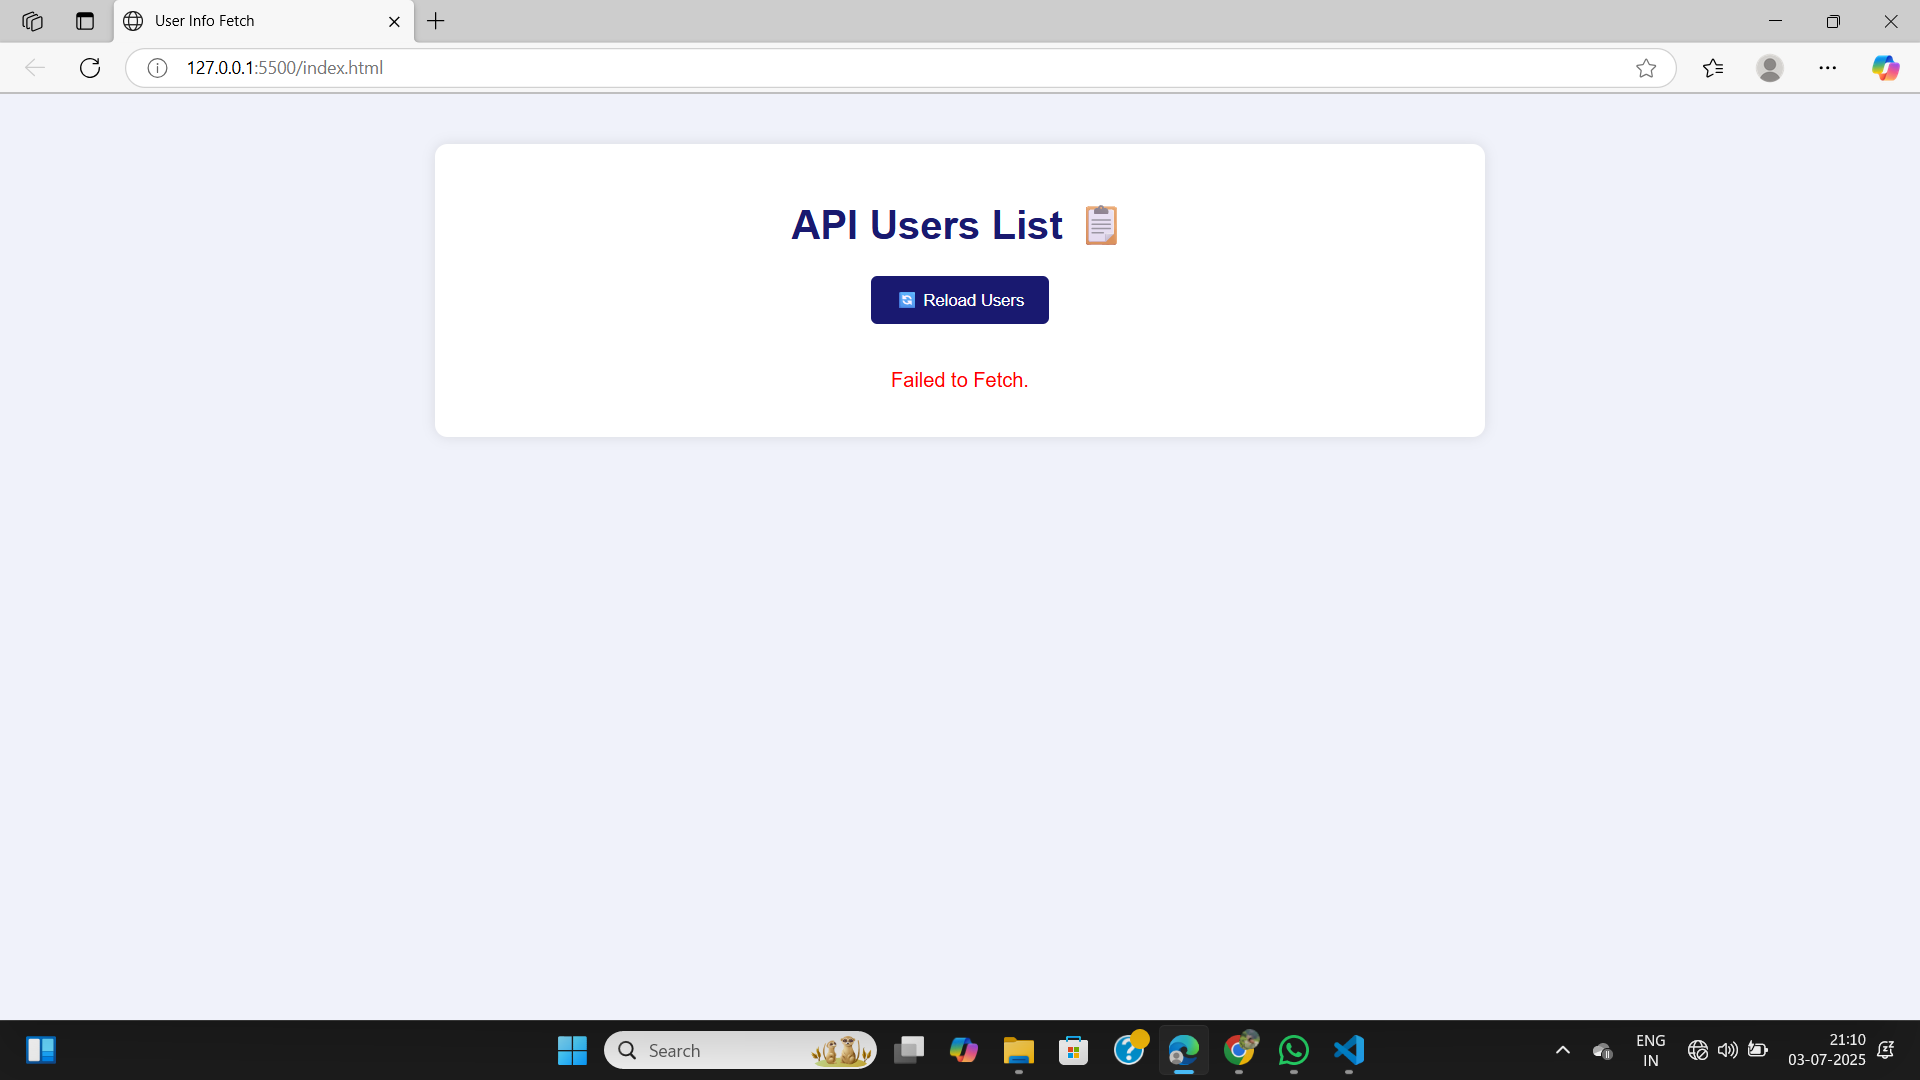 User Info Fetch
127.0.0.1:5500/index.html
API Users List
Reload Users
Failed to Fetch.
Search
ENG
IN
21:10
03-07-2025